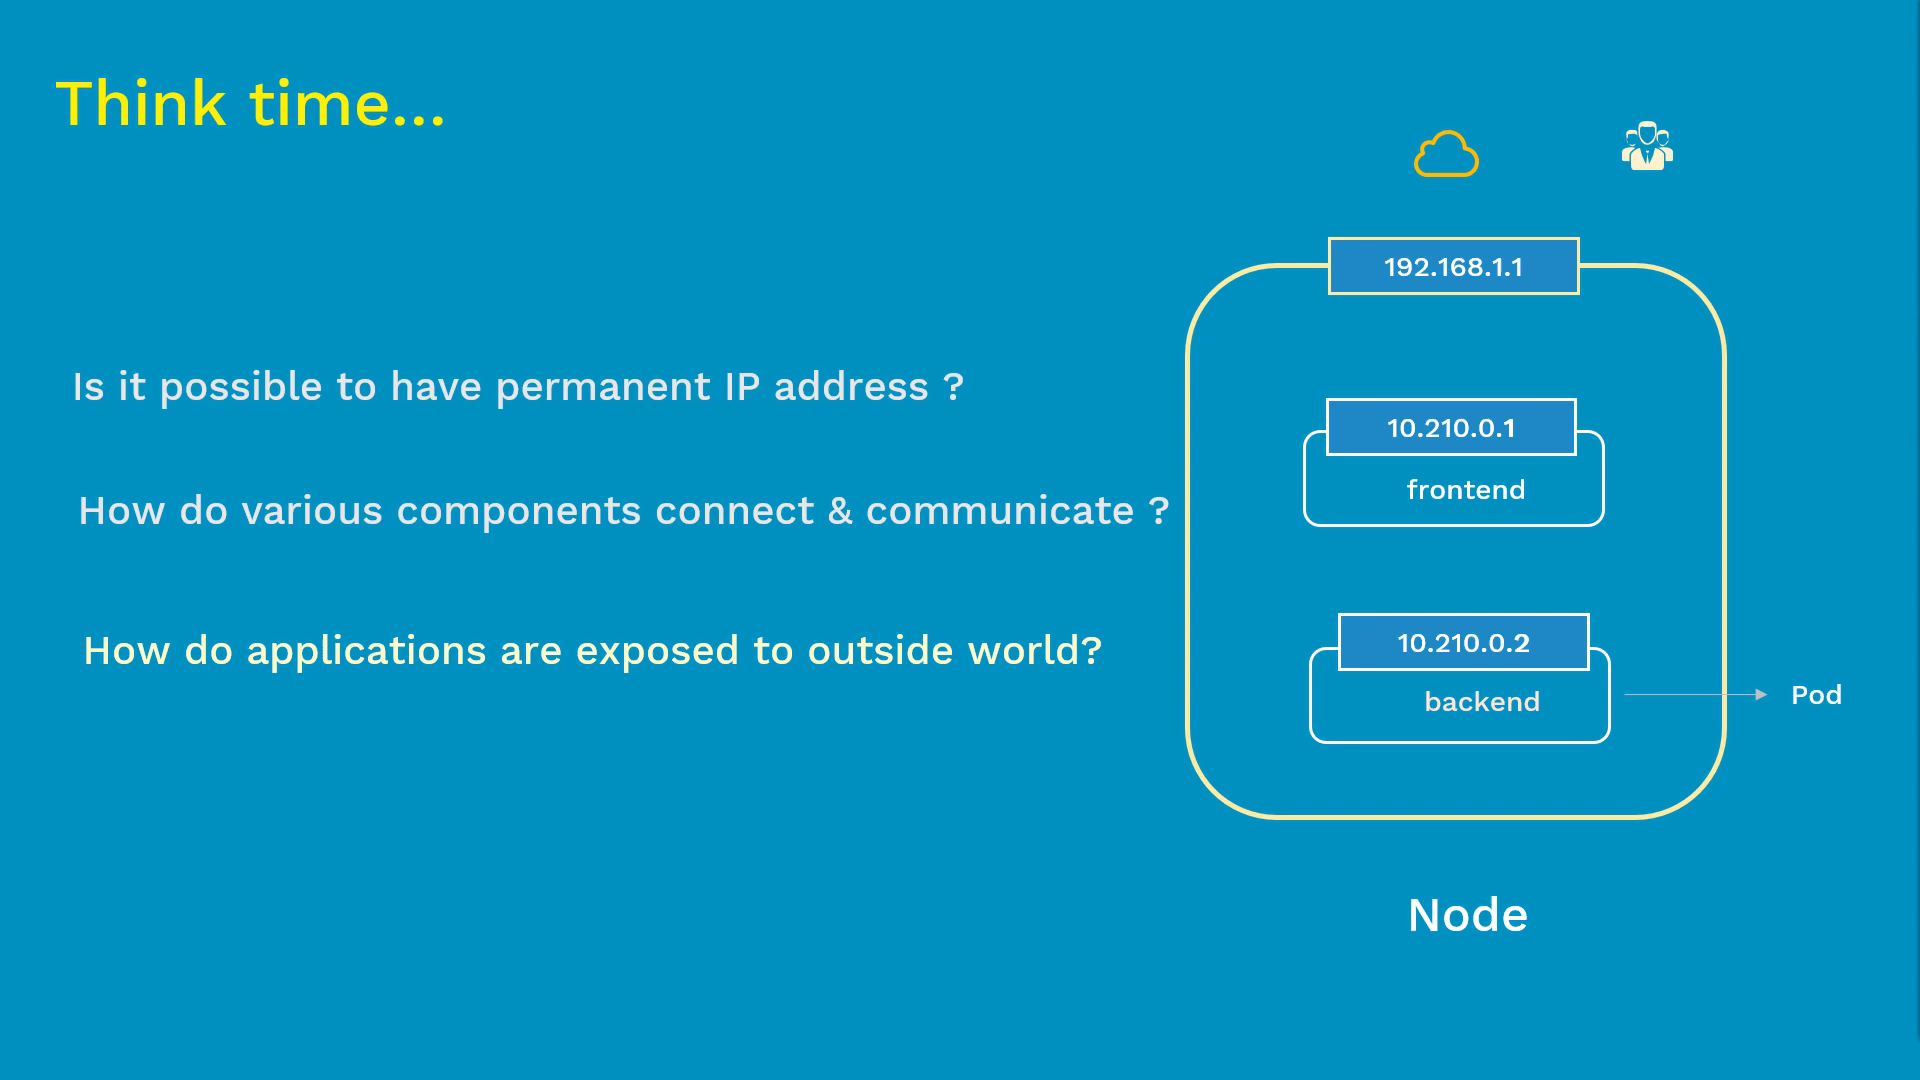 Think time...
Is it possible to have permanent IP address ?
How do various components connect & communicate ?
How do applications are exposed to outside world?
192.168.1.1
10.210.0.1
frontend
10.210.0.2
backend
Pod
Node